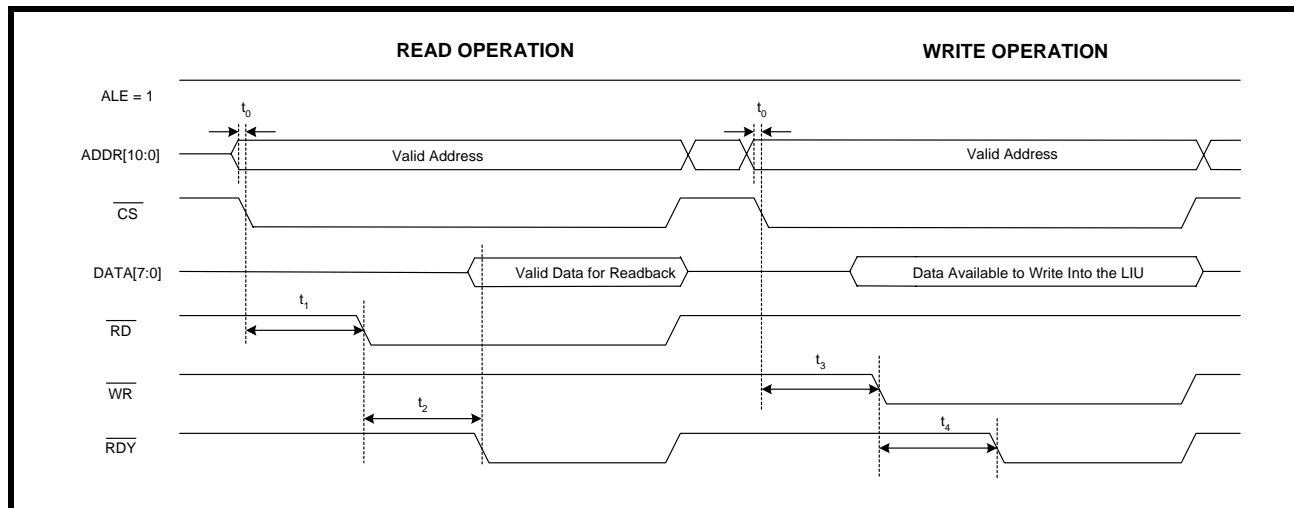 READ OPERATION WRITE OPERATION
ALE = 1
t0 t0
ADDR[10:0] Valid Address Valid Address
CS
DATA[7:0] Valid Data for Readback Data Available to Write Into the LIU
t1
RD
t3
WR
t2 t4
RDY